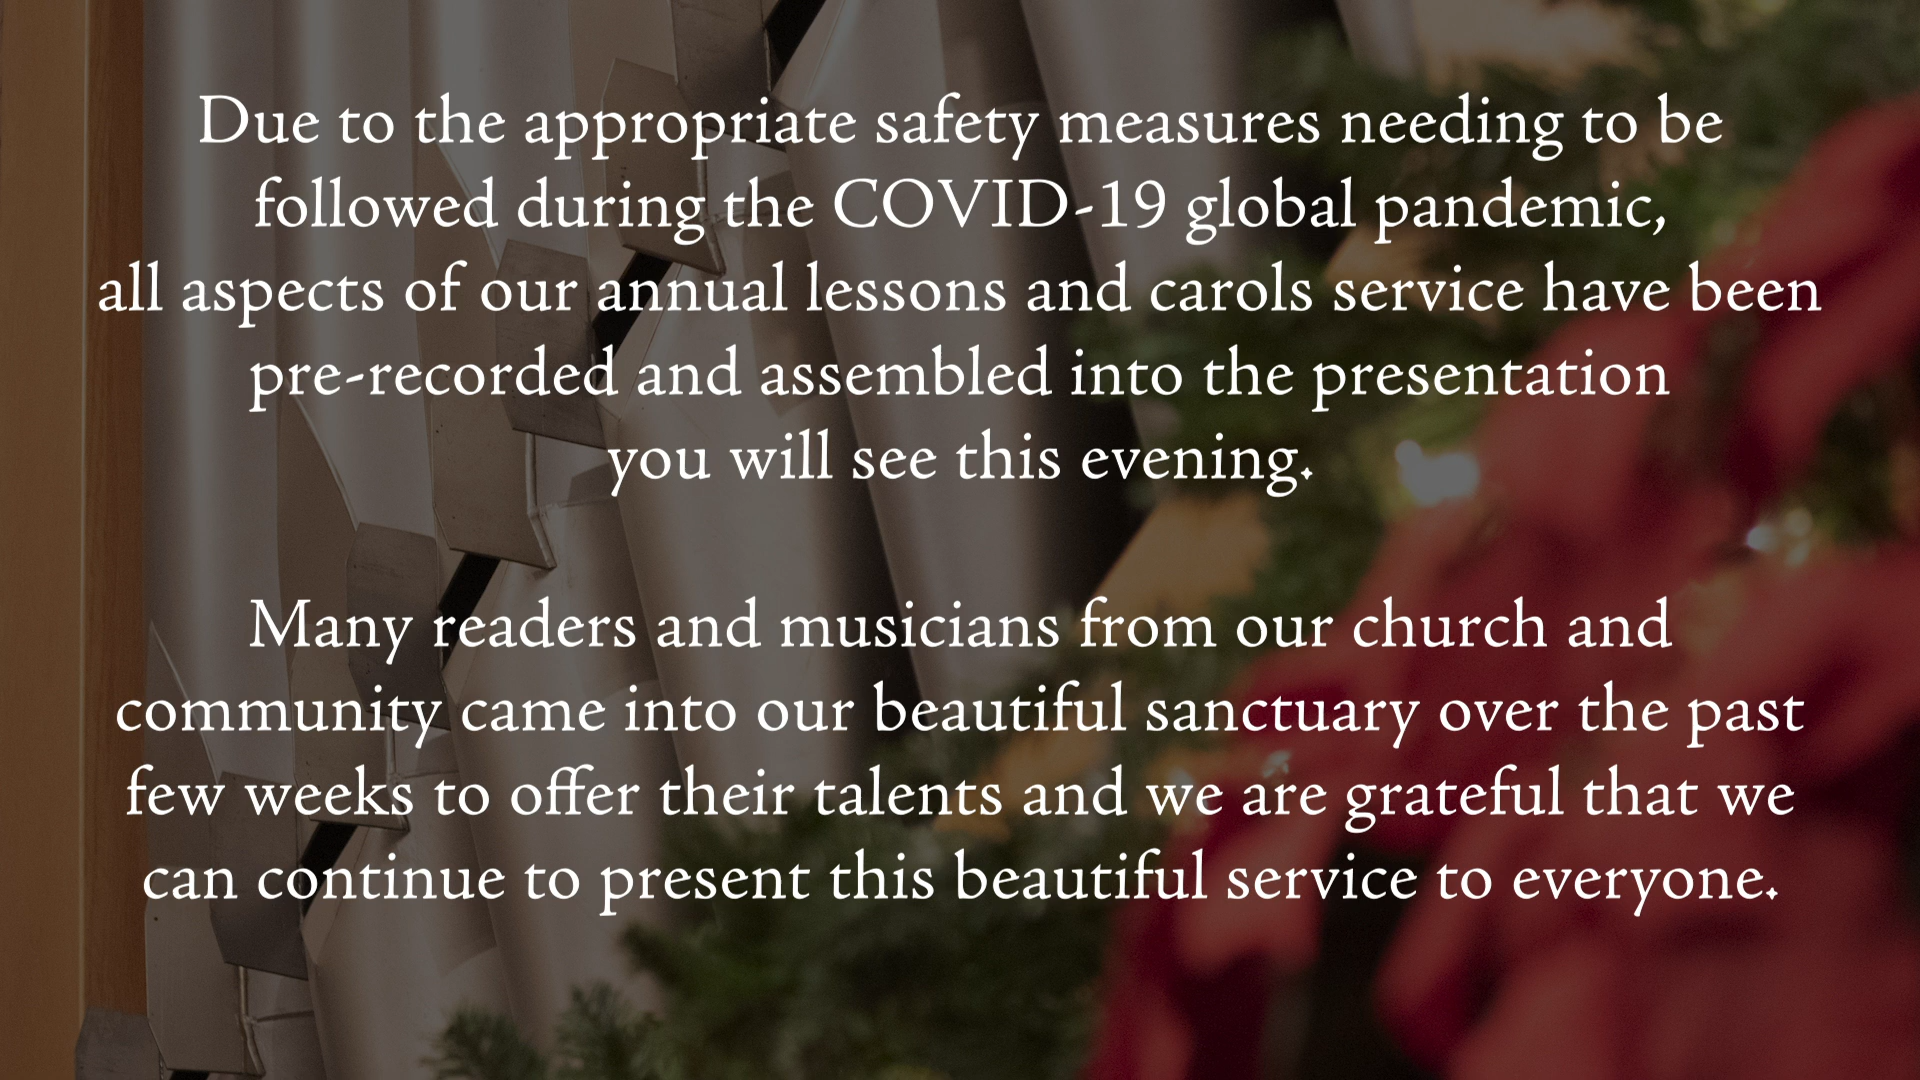 Due to the appropriate safety measures needing to be
followed during the COVID-19 global pandemic,
all aspects of our annual lessons and carols service have been
pre-recorded and assembled into the presentation
you will see this evening.
Many readers and musicians from our church and
community came into our beautiful sanctuary over the past
few weeks to offer their talents and we are grateful that we
can continue to present this beautiful service to everyone.